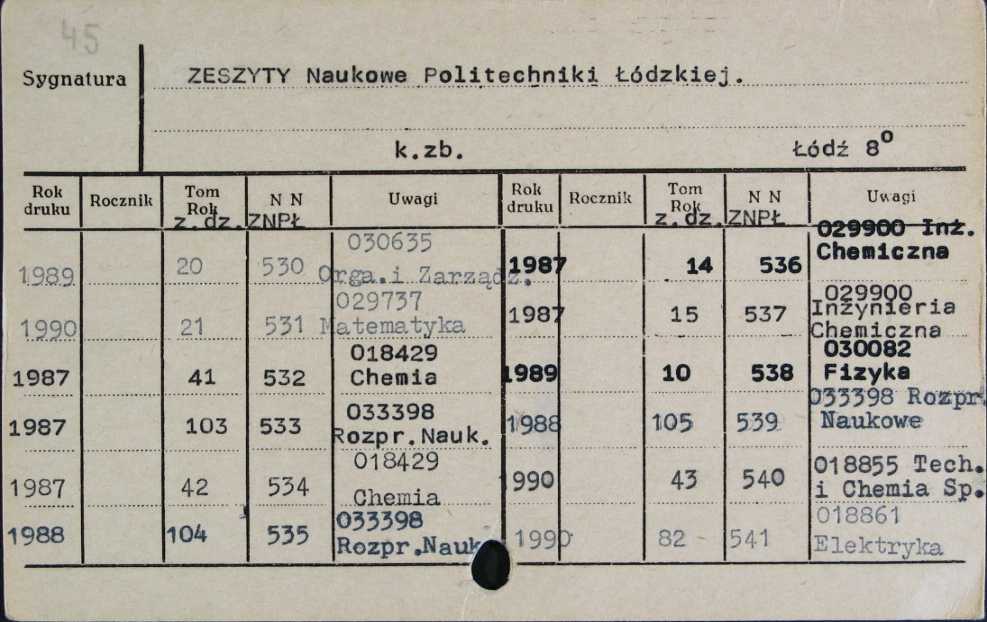 45
Sygnatura
ZESZYTY Naukowe Politechniki Łódzkiej.
k.zb. Łódź 8o
Rok druku Rocznik Tom Rok z.dz. N N ZNPŁ Uwagi Rok druku Rocznik Tom Rok z.dz. N N ZNPŁ Uwagi
1989 20 530 030635 Orga.i Zarządz.
1990 21 531 029737 Matematyka
1987 41 532 018429 Chemia
1987 103 533 033398 Rozpr.Nauk.
1987 42 534 018429 Chemia
1988 104 535 033398 Rozpr.Nauk
1987 14 536 029900 Inż. Chemiczna
1987 15 537 029900 Inżynieria Chemiczna
1989 10 538 030082 Fizyka
1988 105 539 033398 Rozpr. Naukowe
1990 43 540 018855 Tech. i Chemia Sp.
1990 82 541 018861 Elektryka